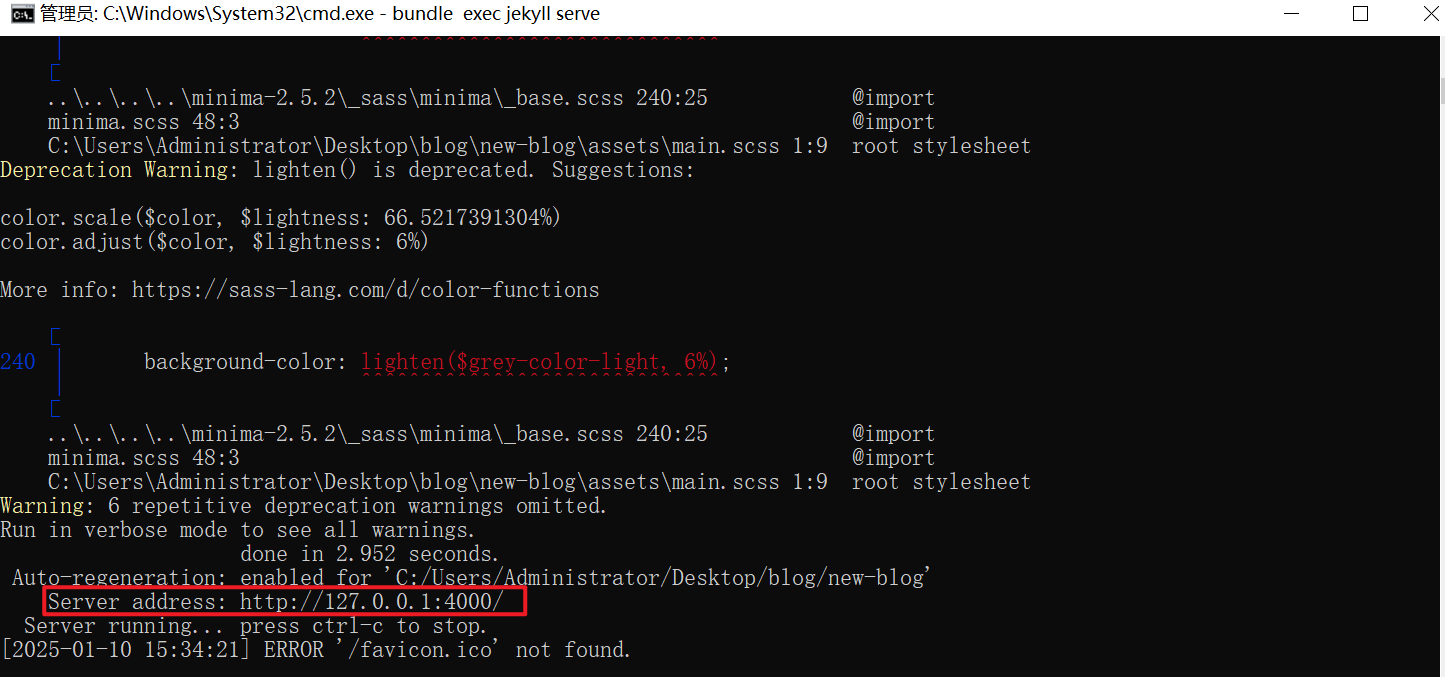 管理员: C:\Windows\System32\cmd.exe - bundle  exec jekyll serve
..\..\..\..\minima-2.5.2\_sass\minima\_base.scss 240:25            @import
minima.scss 48:3                                                   @import
C:\Users\Administrator\Desktop\blog\new-blog\assets\main.scss 1:9  root stylesheet
Deprecation Warning: lighten() is deprecated. Suggestions:
color.scale($color, $lightness: 66.5217391304%)
color.adjust($color, $lightness: 6%)
More info: https://sass-lang.com/d/color-functions
240         background-color: lighten($grey-color-light, 6%);
..\..\..\..\minima-2.5.2\_sass\minima\_base.scss 240:25            @import
minima.scss 48:3                                                   @import
C:\Users\Administrator\Desktop\blog\new-blog\assets\main.scss 1:9  root stylesheet
Warning: 6 repetitive deprecation warnings omitted.
Run in verbose mode to see all warnings.
done in 2.952 seconds.
Auto-regeneration: enabled for 'C:/Users/Administrator/Desktop/blog/new-blog'
Server address: http://127.0.0.1:4000/
Server running... press ctrl-c to stop.
[2025-01-10 15:34:21] ERROR '/favicon.ico' not found.